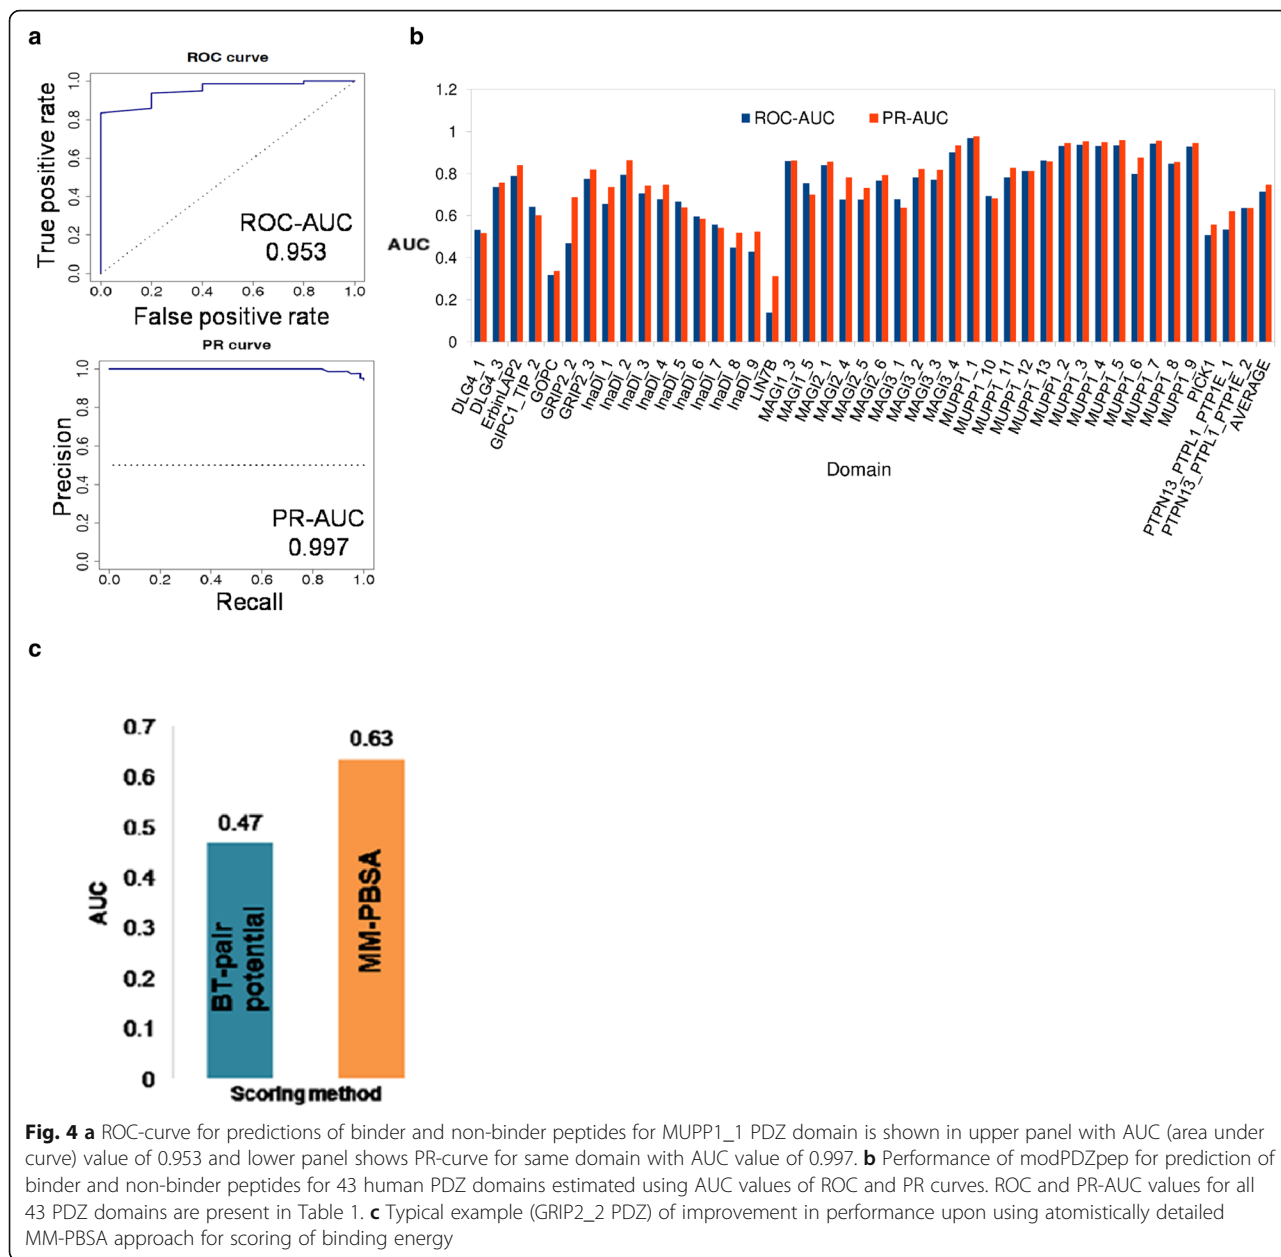 a
ROC curve
True positive rate
0.0 0.2 0.4 0.6 0.8 1.0
ROC-AUC
0.953
0.0 0.2 0.4 0.6 0.8 1.0
False positive rate
PR curve
Precision
0.0 0.2 0.4 0.6 0.8 1.0
PR-AUC
0.997
0.0 0.2 0.4 0.6 0.8 1.0
Recall
b
1.2
1
0.8
0.6
0.4
0.2
0
AUC
ROC-AUC PR-AUC
DLG4_1
DLG4_3
ErbinLAP2
GIPC1_TIP_2
GOPC
GRIP2_2
GRIP2_3
InaDl_1
InaDl_2
InaDl_3
InaDl_4
InaDl_5
InaDl_6
InaDl_7
InaDl_8
InaDl_9
LIN7B
MAGI1_3
MAGi1_5
MAGi2_1
MAGi2_4
MAGi2_5
MAGi2_6
MAGi3_1
MAGi3_2
MAGi3_3
MAGi3_4
MUPP1_1
MUPP1_10
MUPP1_11
MUPP1_12
MUPP1_13
MUPP1_2
MUPP1_3
MUPP1_4
MUPP1_5
MUPP1_6
MUPP1_7
MUPP1_8
MUPP1_9
PICK1
PTPN13_PTPL1_PTP1E_1
PTPN13_PTPL1_PTP1E_2
AVERAGE
Domain
c
0.7
0.6
0.5
0.4
0.3
0.2
0.1
0
AUC
0.47
0.63
BT-pair
potential
MM-PBSA
Scoring method
Fig. 4 a ROC-curve for predictions of binder and non-binder peptides for MUPP1_1 PDZ domain is shown in upper panel with AUC (area under
curve) value of 0.953 and lower panel shows PR-curve for same domain with AUC value of 0.997. b Performance of modPDZpep for prediction of
binder and non-binder peptides for 43 human PDZ domains estimated using AUC values of ROC and PR curves. ROC and PR-AUC values for all
43 PDZ domains are present in Table 1. c Typical example (GRIP2_2 PDZ) of improvement in performance upon using atomistically detailed
MM-PBSA approach for scoring of binding energy